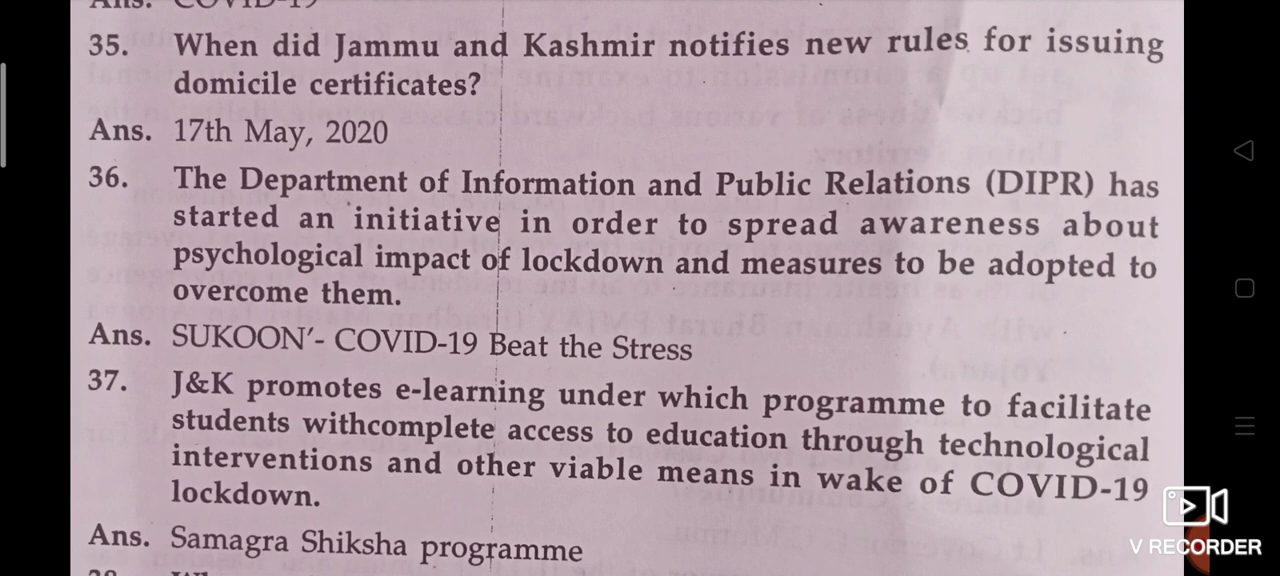 Ans. COVID-19
35. When did Jammu and Kashmir notifies new rules for issuing
domicile certificates?
Ans. 17th May, 2020
36. The Department of Information and Public Relations (DIPR) has
started an initiative in order to spread awareness about
psychological impact of lockdown and measures to be adopted to
overcome them.
Ans. SUKOON'- COVID-19 Beat the Stress
37. J&K promotes e-learning under which programme to facilitate
students withcomplete access to education through technological
interventions and other viable means in wake of COVID-19
lockdown.
Ans. Samagra Shiksha programme
V RECORDER